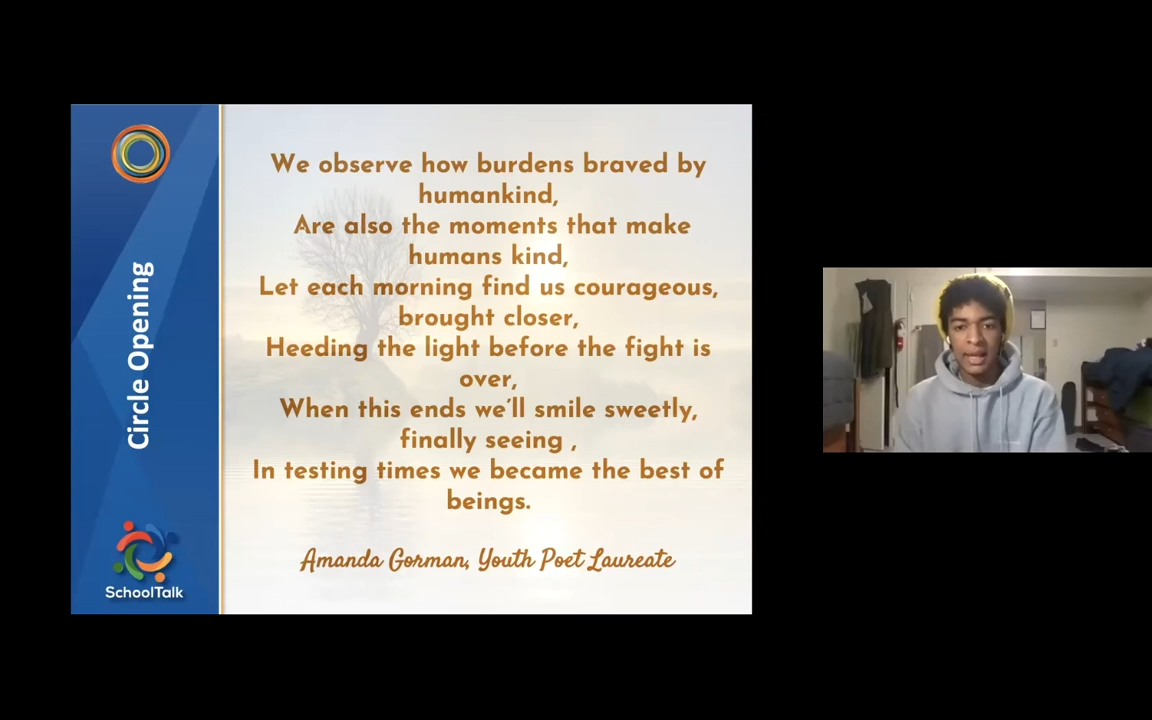 Circle Opening
SchoolTalk
We observe how burdens braved by
humankind,
Are also the moments that make
humans kind,
Let each morning find us courageous,
brought closer,
Heeding the light before the fight is
over,
When this ends we'll smile sweetly,
finally seeing ,
In testing times we became the best of
beings.
Amanda Gorman, Youth Poet Laureate